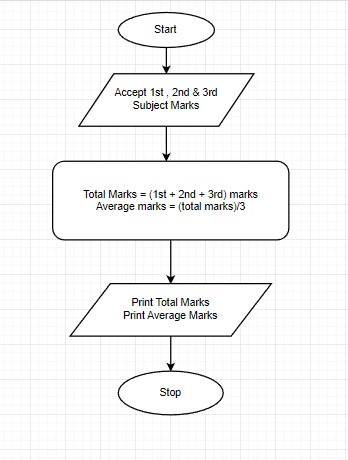 Start
Accept 1st , 2nd & 3rd
Subject Marks
Total Marks = (1st + 2nd + 3rd) marks
Average marks = (total marks)/3
Print Total Marks
Print Average Marks
Stop